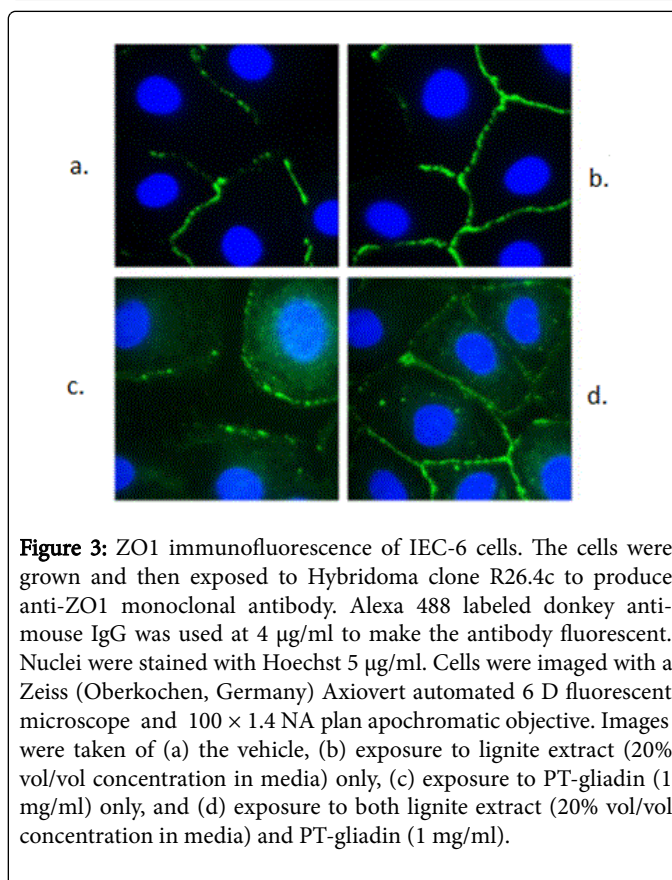 a.
b.
c.
d.
Figure 3: ZO1 immunofluorescence of IEC-6 cells. The cells were
grown and then exposed to Hybridoma clone R26.4c to produce
anti-ZO1 monoclonal antibody. Alexa 488 labeled donkey anti-
mouse IgG was used at 4 µg/ml to make the antibody fluorescent.
Nuclei were stained with Hoechst 5 µg/ml. Cells were imaged with a
Zeiss (Oberkochen, Germany) Axiovert automated 6 D fluorescent
microscope and 100 × 1.4 NA plan apochromatic objective. Images
were taken of (a) the vehicle, (b) exposure to lignite extract (20%
vol/vol concentration in media) only, (c) exposure to PT-gliadin (1
mg/ml) only, and (d) exposure to both lignite extract (20% vol/vol
concentration in media) and PT-gliadin (1 mg/ml).